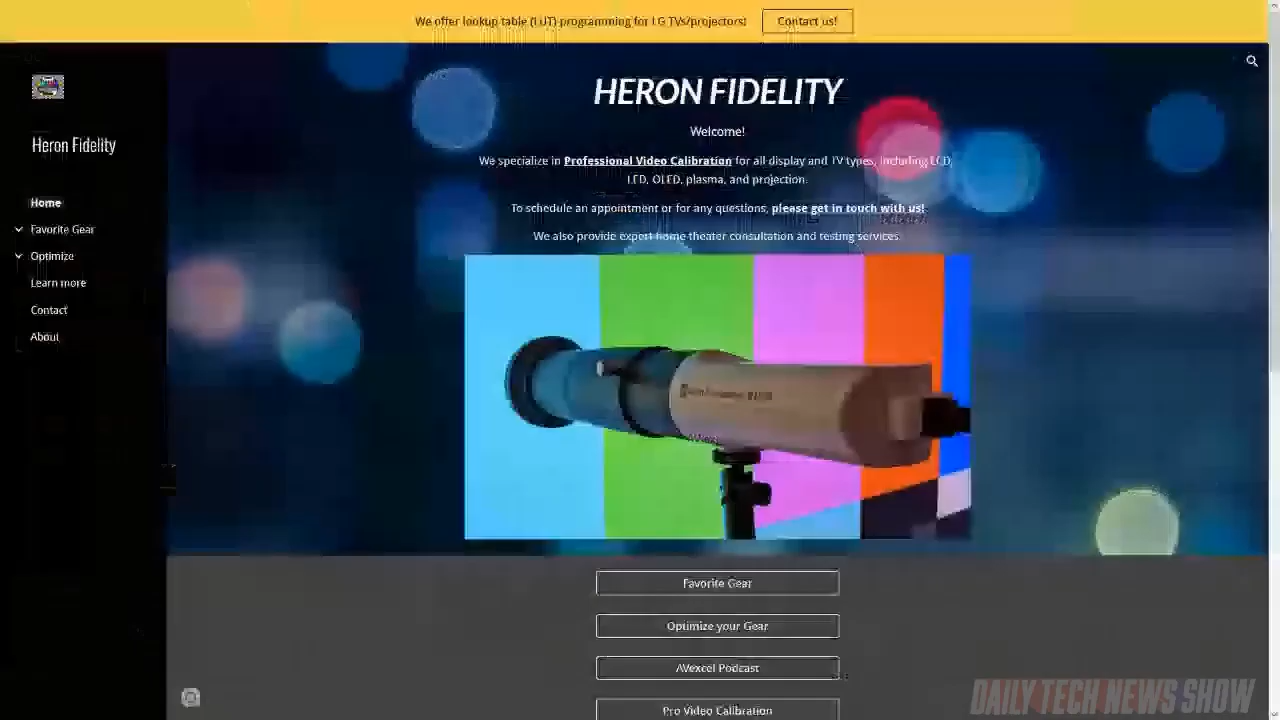 We offer lookup table (LUT) programming for LG TVs/projectors!
Contact us!
Heron Fidelity
Home
Favorite Gear
Optimize
Learn more
Contact
About
HERON FIDELITY
Welcome!
We specialize in Professional Video Calibration for all display and TV types, including LCD,
LED, OLED, plasma, and projection.
To schedule an appointment or for any questions, please get in touch with us!
We also provide expert home theater consultation and testing services.
Favorite Gear
Optimize your Gear
AVexcel Podcast
Pro Video Calibration
DAILY TECH NEWS SHOW